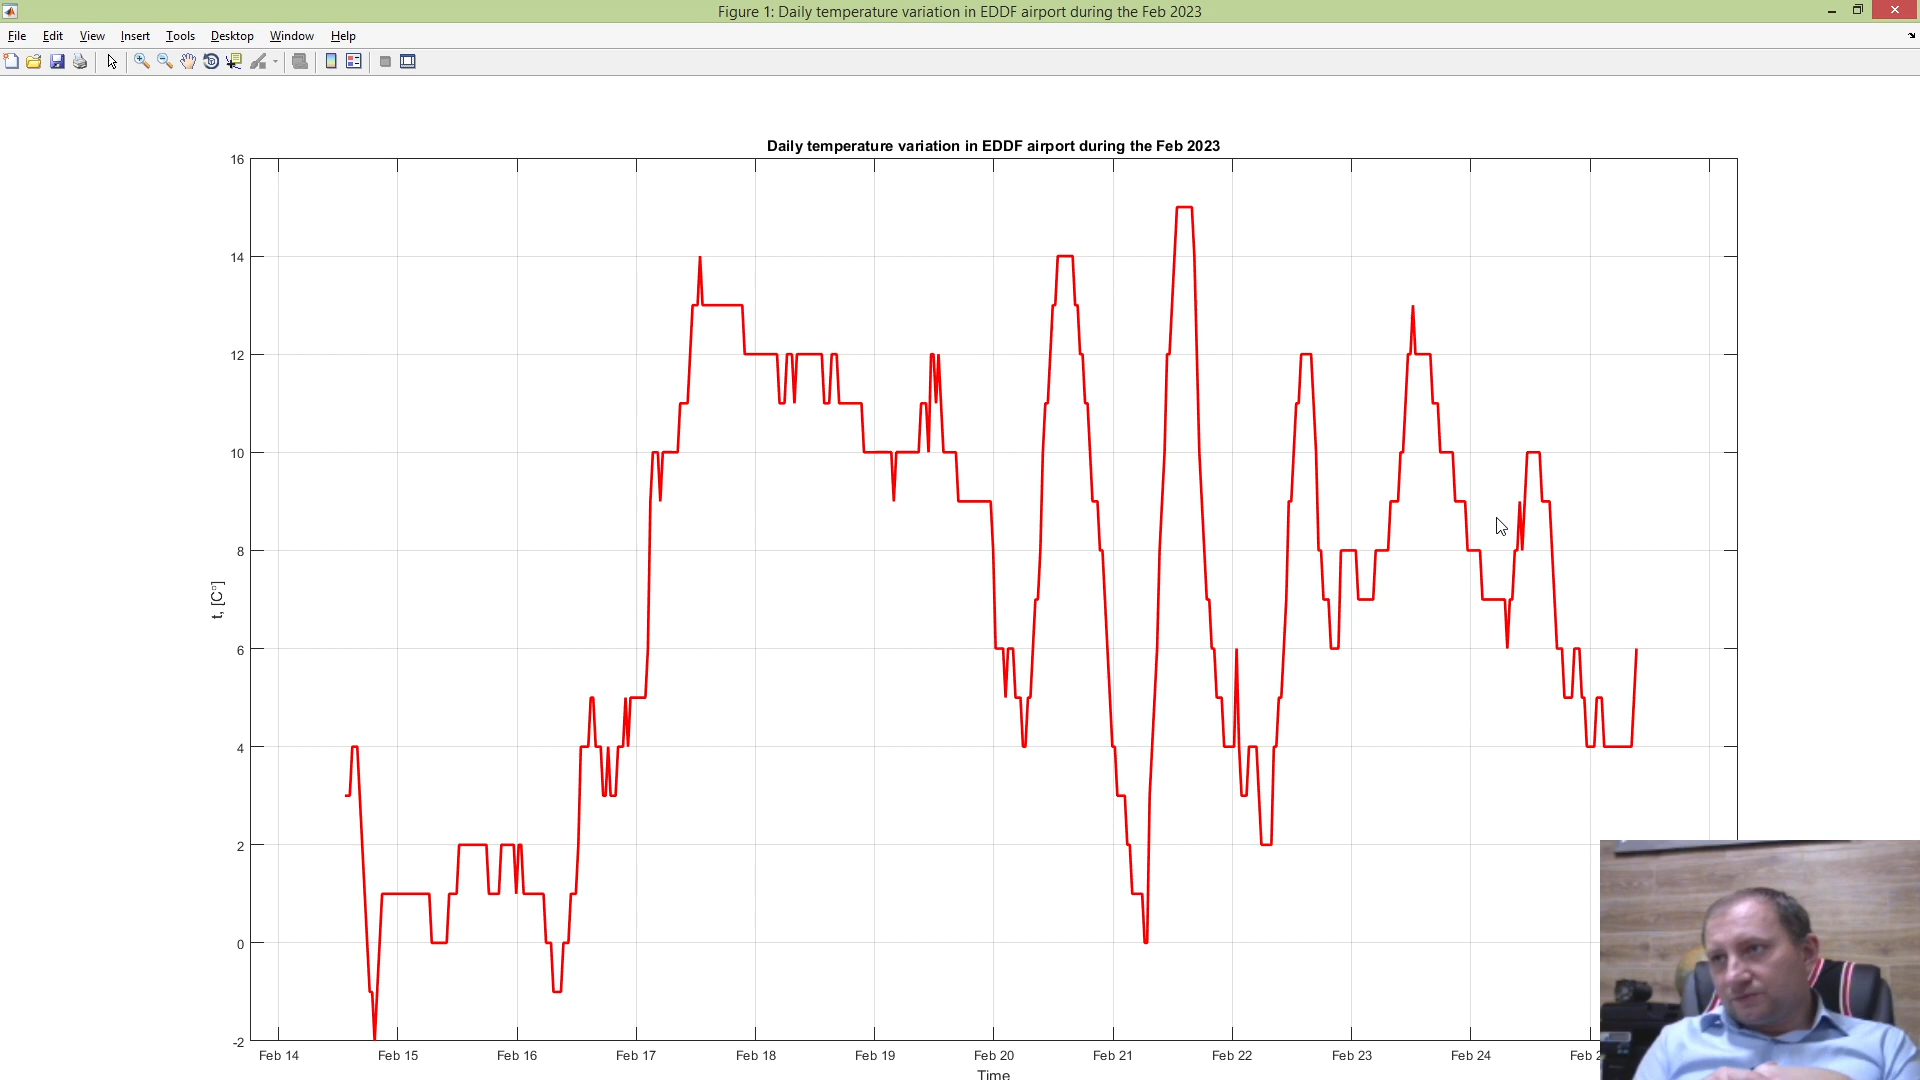 Figure 1: Daily temperature variation in EDDF airport during the Feb 2023
File Edit View Insert Tools Desktop Window Help
Daily temperature variation in EDDF airport during the Feb 2023
16
14
12
10
8
6
4
2
0
-2
t, [C°]
Feb 14 Feb 15 Feb 16 Feb 17 Feb 18 Feb 19 Feb 20 Feb 21 Feb 22 Feb 23 Feb 24 Feb
Time